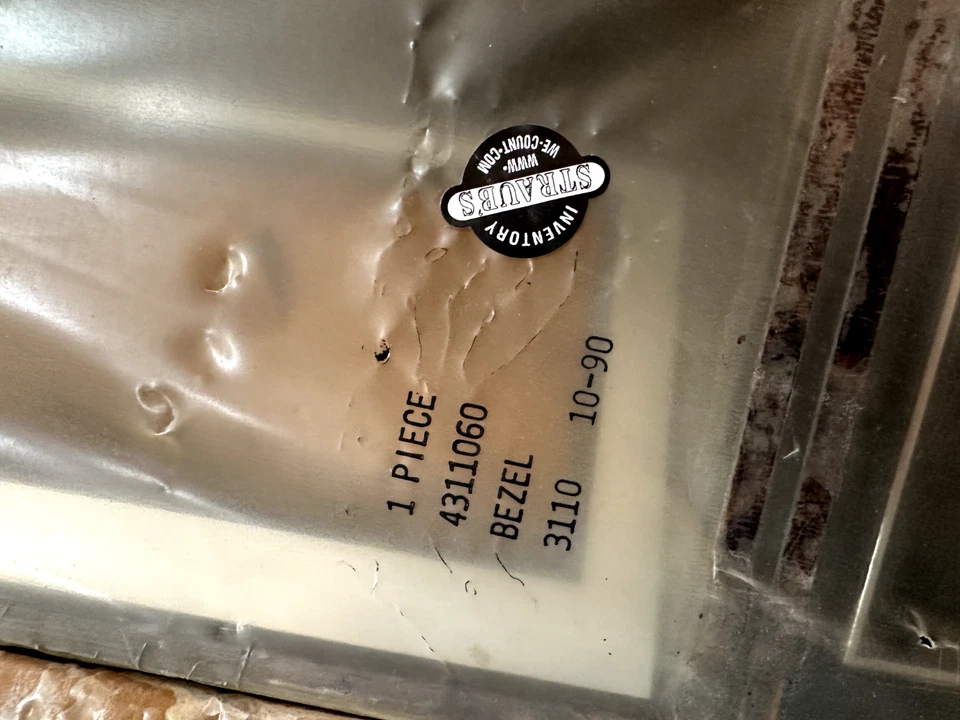 1 PIECE
4311060
BEZEL
3110 10-90
INVENTORY
STRAUB'S
WWW.
WE-COUNT.COM